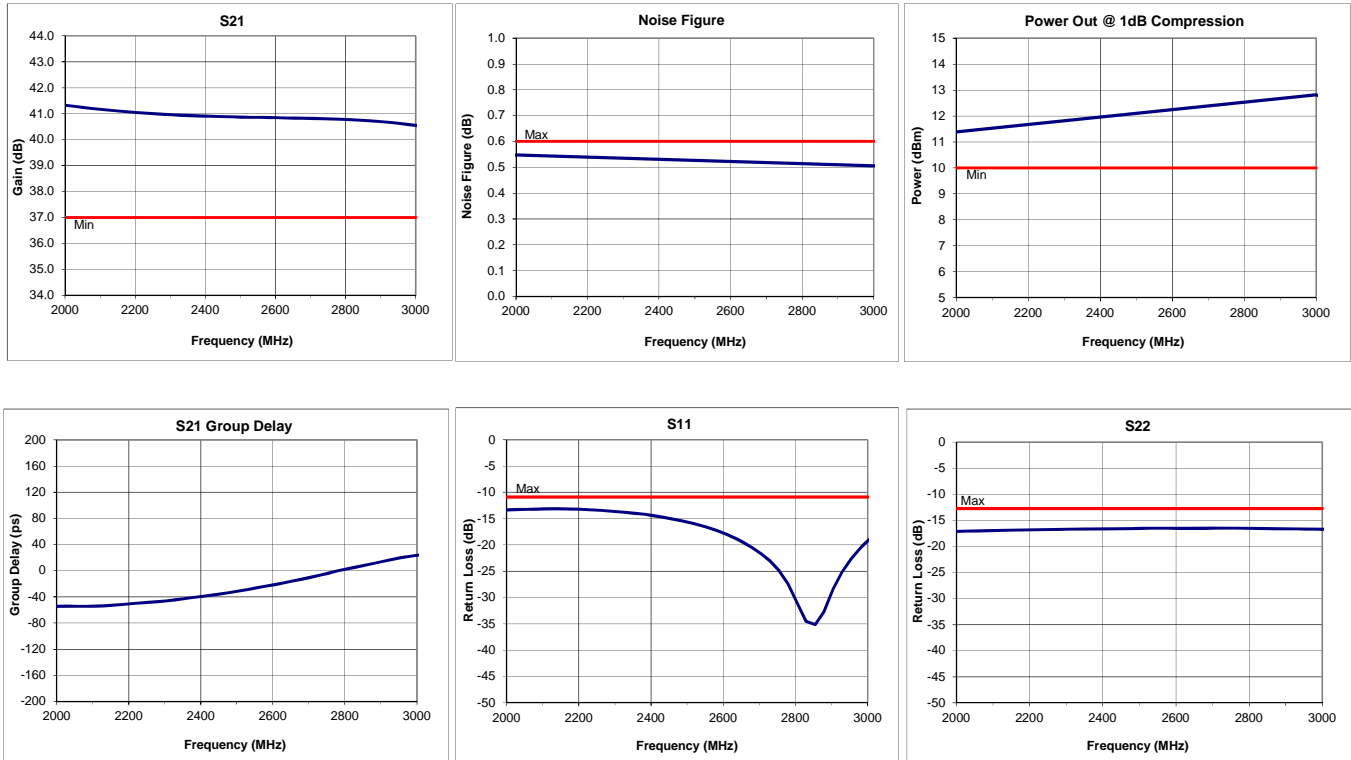 S21
Gain (dB)
44.0
43.0
42.0
41.0
40.0
39.0
38.0
37.0
36.0
35.0
34.0
Min
2000 2200 2400 2600 2800 3000
Frequency (MHz)
Noise Figure
Noise Figure (dB)
1.0
0.9
0.8
0.7
0.6
0.5
0.4
0.3
0.2
0.1
0.0
Max
2000 2200 2400 2600 2800 3000
Frequency (MHz)
Power Out @ 1dB Compression
Power (dBm)
15
14
13
12
11
10
9
8
7
6
5
Min
2000 2200 2400 2600 2800 3000
Frequency (MHz)
S21 Group Delay
Group Delay (ps)
200
160
120
80
40
0
-40
-80
-120
-160
-200
2000 2200 2400 2600 2800 3000
Frequency (MHz)
S11
Return Loss (dB)
0
-5
-10
-15
-20
-25
-30
-35
-40
-45
-50
Max
2000 2200 2400 2600 2800 3000
Frequency (MHz)
S22
Return Loss (dB)
0
-5
-10
-15
-20
-25
-30
-35
-40
-45
-50
Max
2000 2200 2400 2600 2800 3000
Frequency (MHz)